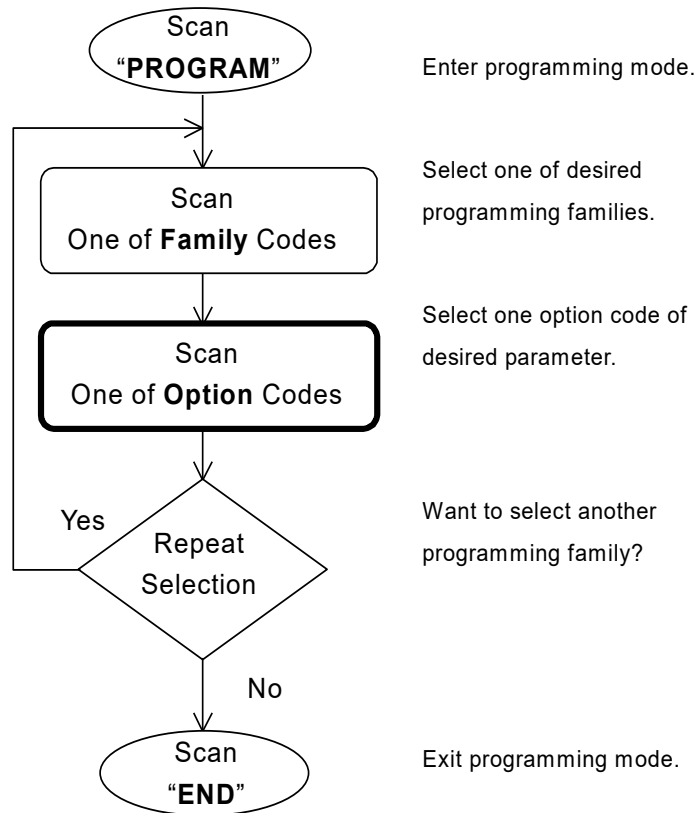 Scan
“PROGRAM”
Enter programming mode.
Select one of desired
programming families.
Scan
One of Family Codes
Select one option code of
desired parameter.
Scan
One of Option Codes
Yes
Repeat
Selection
Want to select another
programming family?
No
Scan
“END”
Exit programming mode.